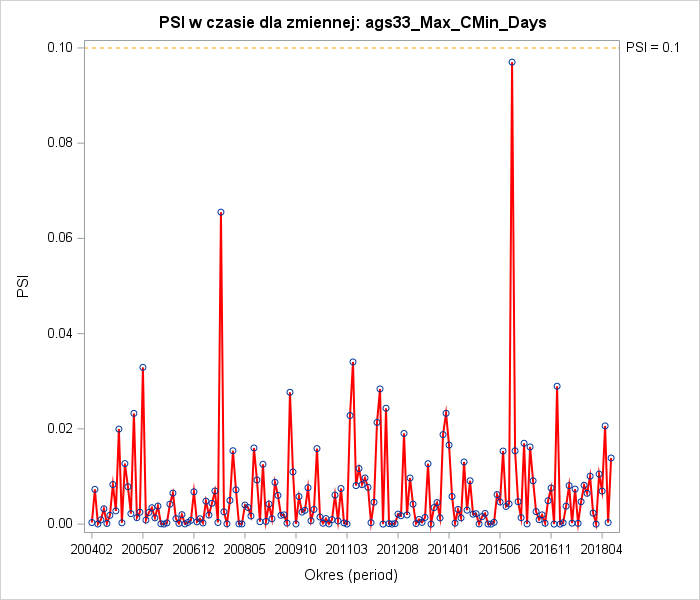 PSI w czasie dla zmiennej: ags33_Max_CMin_Days
0.10
PSI = 0.1
0.08
0.06
PSI
0.04
0.02
0.00
200402 200507 200612 200805 200910 201103 201208 201401 201506 201611 201804
Okres (period)